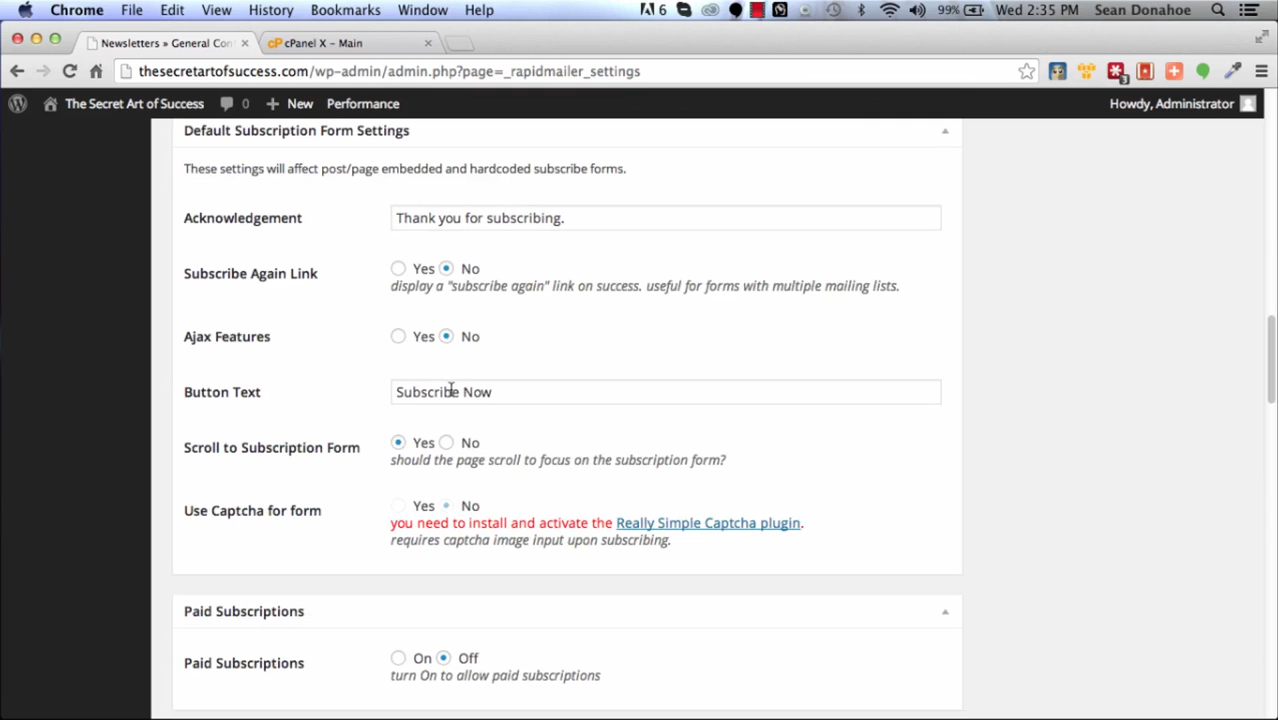 Chrome File Edit View History Bookmarks Window Help 6 99% Wed 2:35 PM Sean Donahoe
Newsletters » General Con × cPanel X – Main ×
thesecretartofsuccess.com/wp-admin/admin.php?page=_rapidmailer_settings 3
The Secret Art of Success 0 + New Performance Howdy, Administrator
Default Subscription Form Settings
These settings will affect post/page embedded and hardcoded subscribe forms.
Acknowledgement Thank you for subscribing.
Subscribe Again Link Yes No
display a "subscribe again" link on success. useful for forms with multiple mailing lists.
Ajax Features Yes No
Button Text Subscribe Now
Scroll to Subscription Form Yes No
should the page scroll to focus on the subscription form?
Use Captcha for form Yes No
you need to install and activate the Really Simple Captcha plugin.
requires captcha image input upon subscribing.
Paid Subscriptions
Paid Subscriptions On Off
turn On to allow paid subscriptions